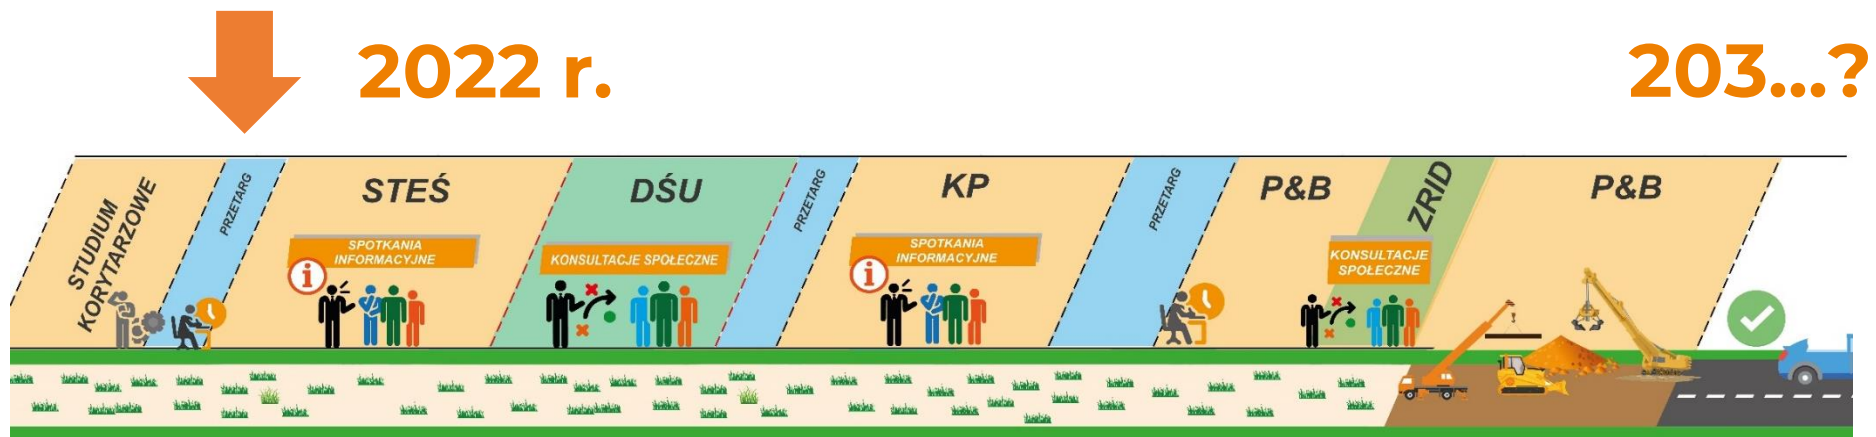 2022 r.
203...?
STUDIUM
KORYTARZOWE
PRZETARG
STEŚ
SPOTKANIA
INFORMACYJNE
i
DŚU
KONSULTACJE SPOŁECZNE
PRZETARG
KP
SPOTKANIA
INFORMACYJNE
i
PRZETARG
P&B
ZRID
KONSULTACJE
SPOŁECZNE
P&B